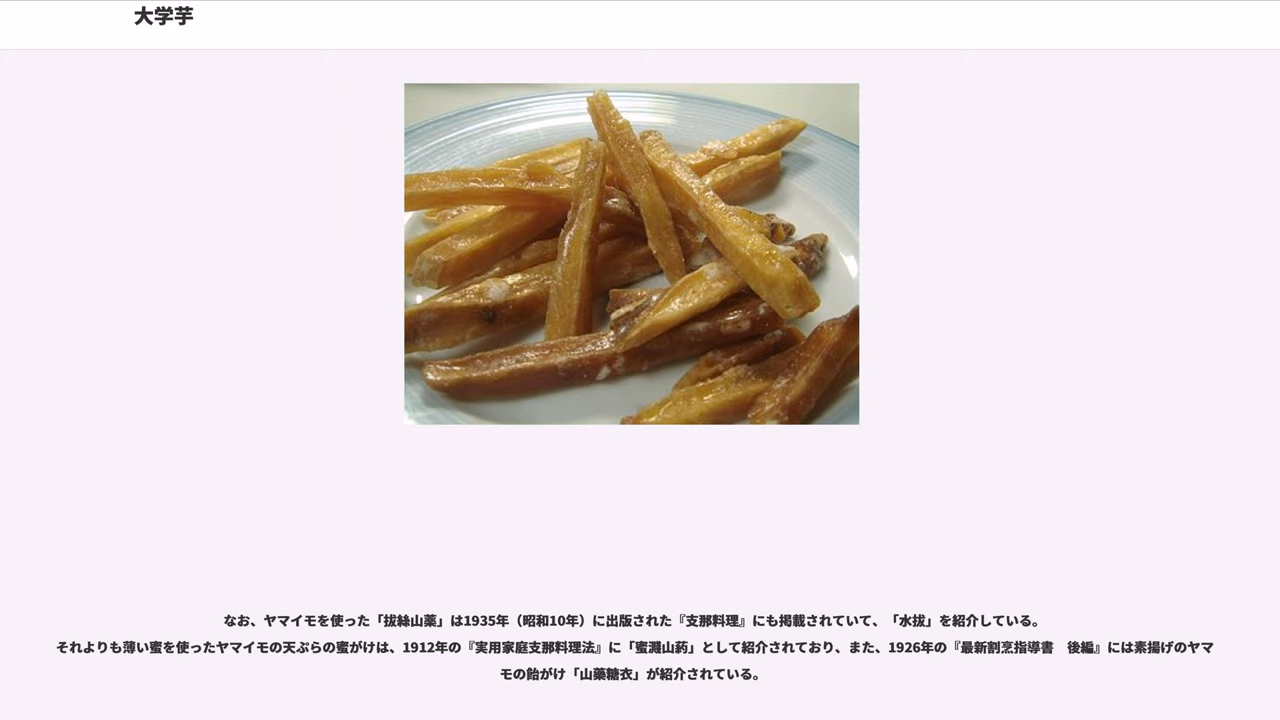 大学芋
なお、ヤマイモを使った「拔絲山薬」は1935年（昭和10年）に出版された『支那料理』にも掲載されていて、「水拔」を紹介している。
それよりも薄い蜜を使ったヤマイモの天ぷらの蜜がけは、1912年の『実用家庭支那料理法』に「蜜濺山葯」として紹介されており、また、1926年の『最新割烹指導書　後編』には素揚げのヤマ
モの飴がけ「山藥糖衣」が紹介されている。